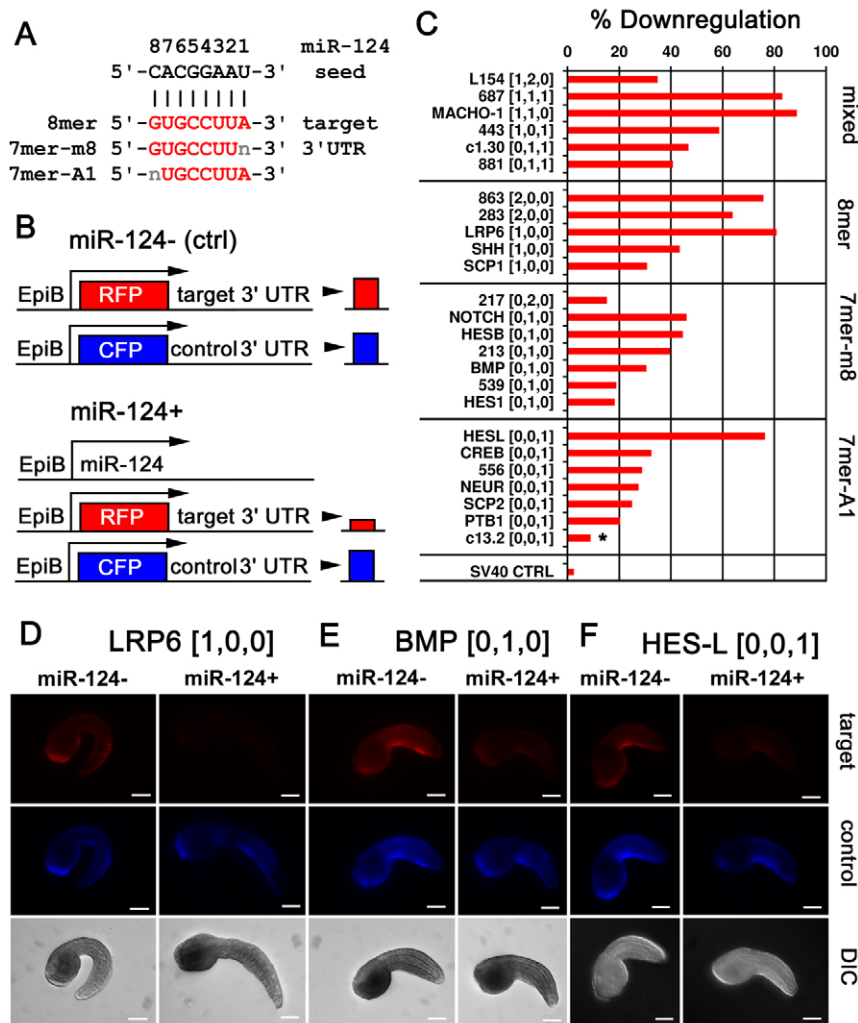 A
87654321 miR-124
5'-CACGGAAU-3' seed
8mer 5'-GUGCCUUA-3' target
7mer-m8 5'-GUGCCUUn-3' 3'UTR
7mer-A1 5'-nUGCCUUA-3'
B
miR-124- (ctrl)
EpiB RFP target 3' UTR
EpiB CFP control 3' UTR
miR-124+
EpiB miR-124
EpiB RFP target 3' UTR
EpiB CFP control 3' UTR
C
% Downregulation
0 20 40 60 80 100
L154 [1,2,0]
687 [1,1,1]
MACHO-1 [1,1,0]
443 [1,0,1]
c1.30 [0,1,1]
881 [0,1,1]
mixed
863 [2,0,0]
283 [2,0,0]
LRP6 [1,0,0]
SHH [1,0,0]
SCP1 [1,0,0]
8mer
217 [0,2,0]
NOTCH [0,1,0]
HESB [0,1,0]
213 [0,1,0]
BMP [0,1,0]
539 [0,1,0]
HES1 [0,1,0]
7mer-m8
HESL [0,0,1]
CREB [0,0,1]
556 [0,0,1]
NEUR [0,0,1]
SCP2 [0,0,1]
PTB1 [0,0,1]
c13.2 [0,0,1] *
7mer-A1
SV40 CTRL
D LRP6 [1,0,0] E BMP [0,1,0] F HES-L [0,0,1]
miR-124- miR-124+ miR-124- miR-124+ miR-124- miR-124+
target
control
DIC